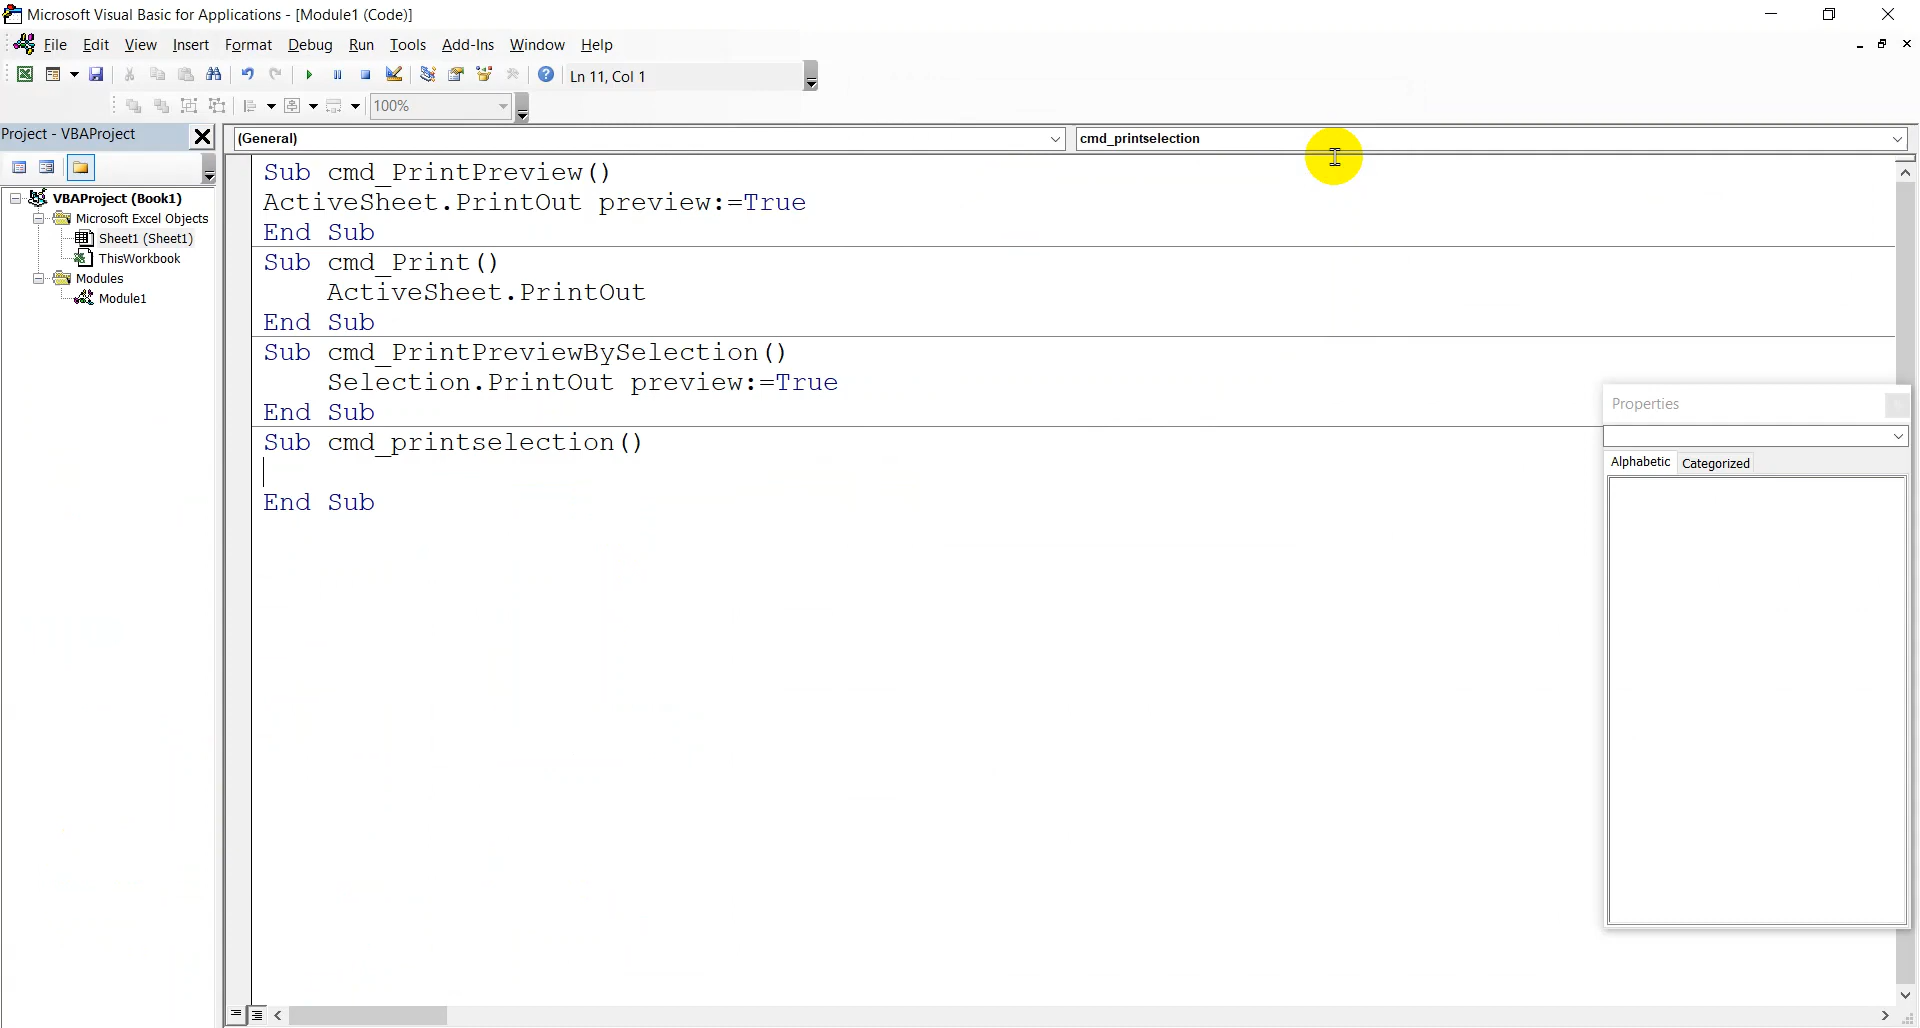 Microsoft Visual Basic for Applications - [Module1 (Code)]
File Edit View Insert Format Debug Run Tools Add-Ins Window Help
Ln 11, Col 1
100%
Project - VBAProject
(General)
cmd_printselection
VBAProject (Book1)
Microsoft Excel Objects
Sheet1 (Sheet1)
ThisWorkbook
Modules
Module1
Sub cmd_PrintPreview()
ActiveSheet.PrintOut preview:=True
End Sub
Sub cmd_Print()
    ActiveSheet.PrintOut
End Sub
Sub cmd_PrintPreviewBySelection()
    Selection.PrintOut preview:=True
End Sub
Sub cmd_printselection()
End Sub
Properties
Alphabetic Categorized